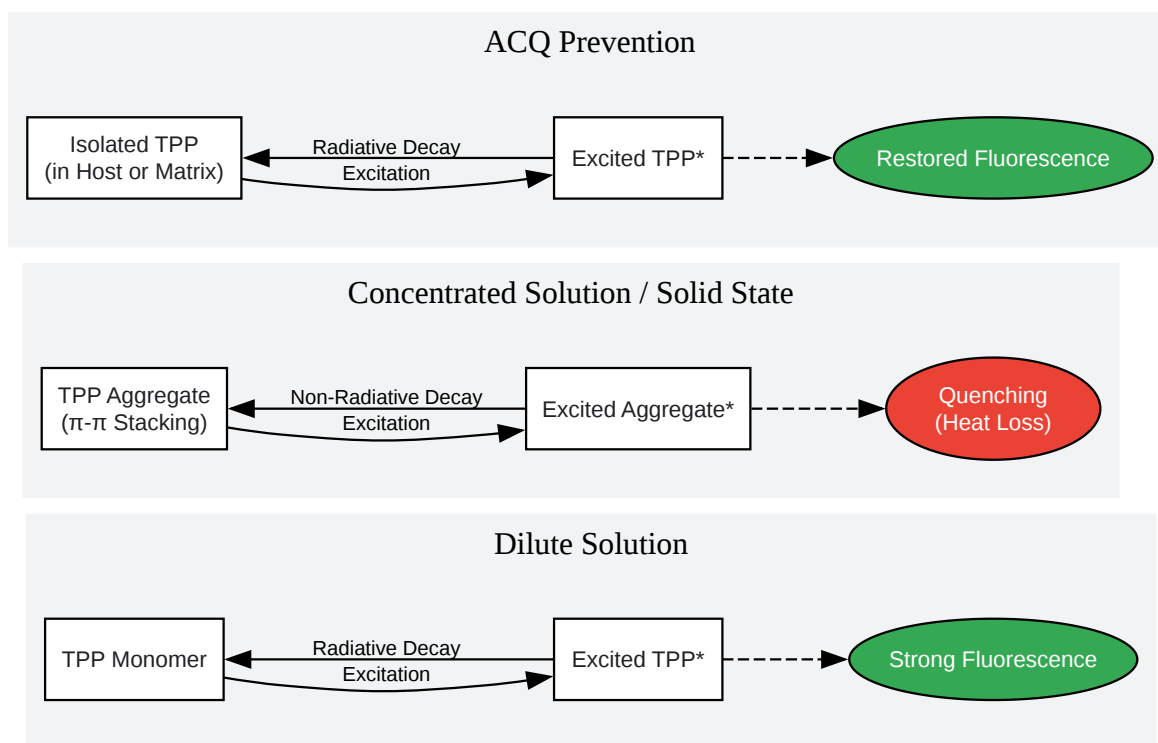 ACQ Prevention
Isolated TPP
(in Host or Matrix)
Radiative Decay
Excitation
Excited TPP*
Restored Fluorescence
Concentrated Solution / Solid State
TPP Aggregate
(π-π Stacking)
Non-Radiative Decay
Excitation
Excited Aggregate*
Quenching
(Heat Loss)
Dilute Solution
TPP Monomer
Radiative Decay
Excitation
Excited TPP*
Strong Fluorescence